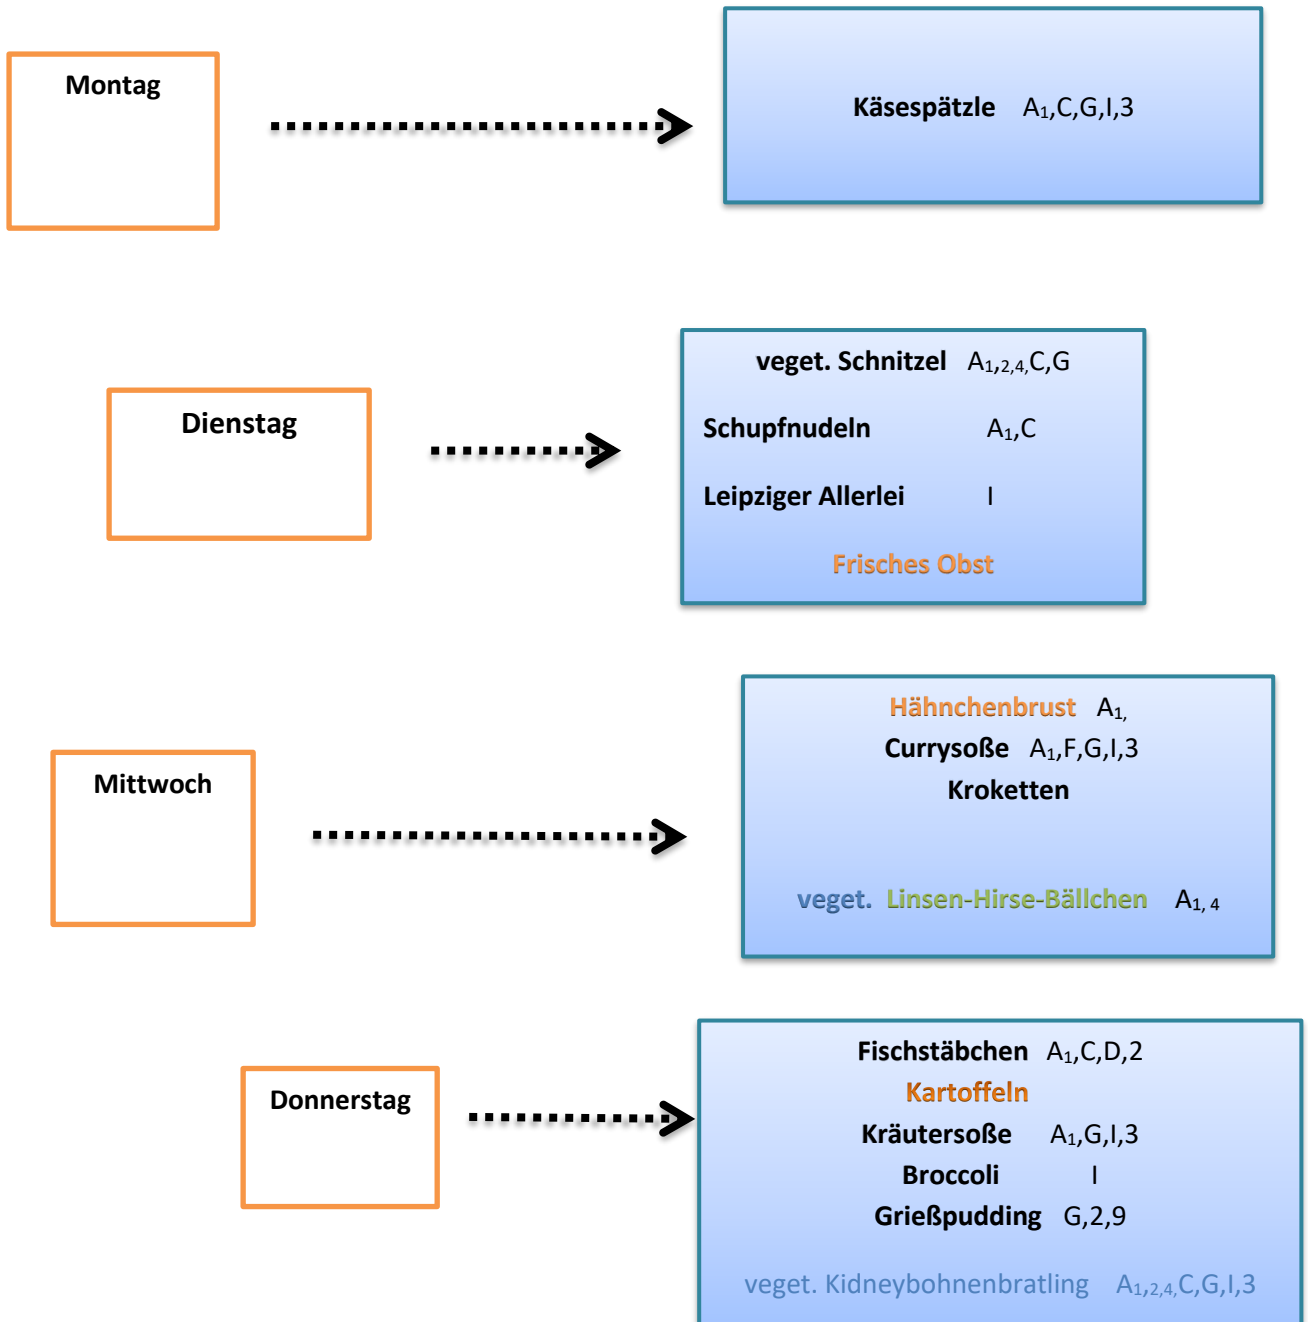 Montag
Käsespätzle A1,C,G,I,3
Dienstag
veget. Schnitzel A1,2,4,C,G
Schupfnudeln A1,C
Leipziger Allerlei I
Frisches Obst
Mittwoch
Hähnchenbrust A1,
Currysoße A1,F,G,I,3
Kroketten
veget. Linsen-Hirse-Bällchen A1, 4
Donnerstag
Fischstäbchen A1,C,D,2
Kartoffeln
Kräutersoße A1,G,I,3
Broccoli I
Grießpudding G,2,9
veget. Kidneybohnenbratling A1,2,4,C,G,I,3